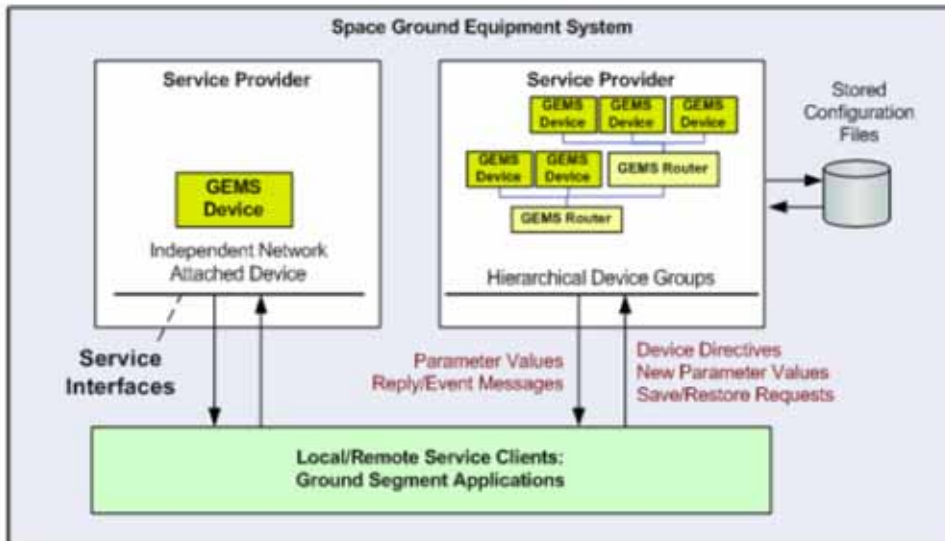 Space Ground Equipment System
Service Provider
GEMS
Device
Independent Network
Attached Device
Service
Interfaces
Service Provider
GEMS
Device
GEMS
Device
GEMS
Device
GEMS
Device
GEMS
Device
GEMS Router
GEMS Router
Hierarchical Device Groups
Stored
Configuration
Files
Parameter Values
Reply/Event Messages
Device Directives
New Parameter Values
Save/Restore Requests
Local/Remote Service Clients:
Ground Segment Applications